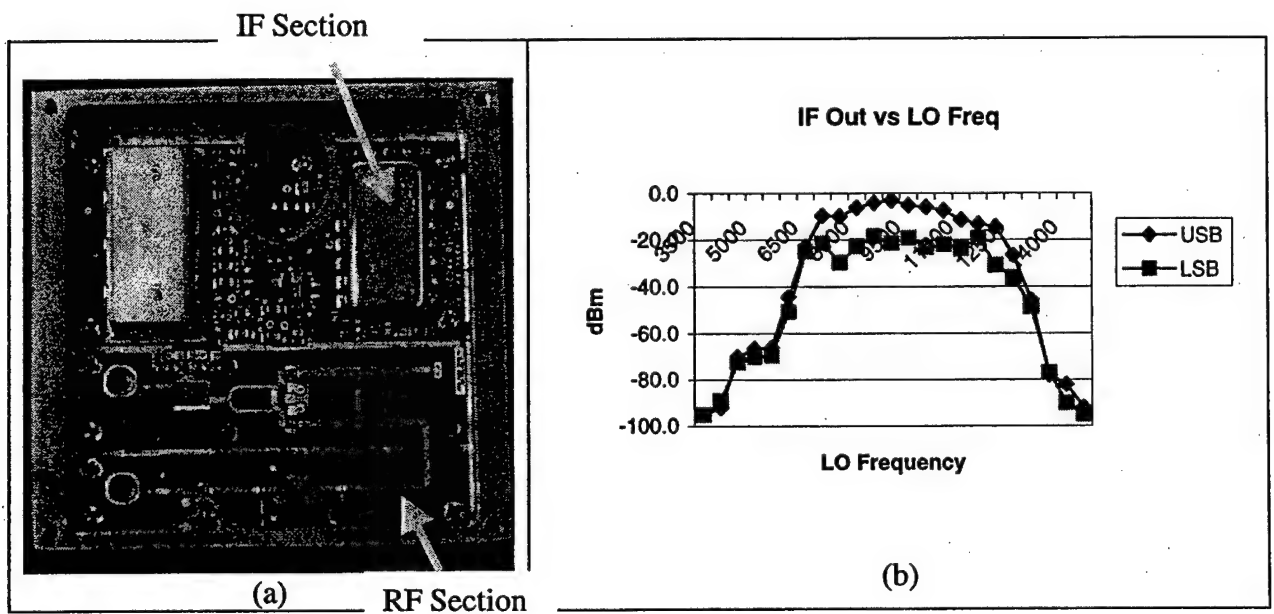 IF Section
(a)
RF Section
IF Out vs LO Freq
0.0
-20.0
-40.0
-60.0
-80.0
-100.0
dBm
3500
5000
6500
LO Frequency
USB
LSB
(b)